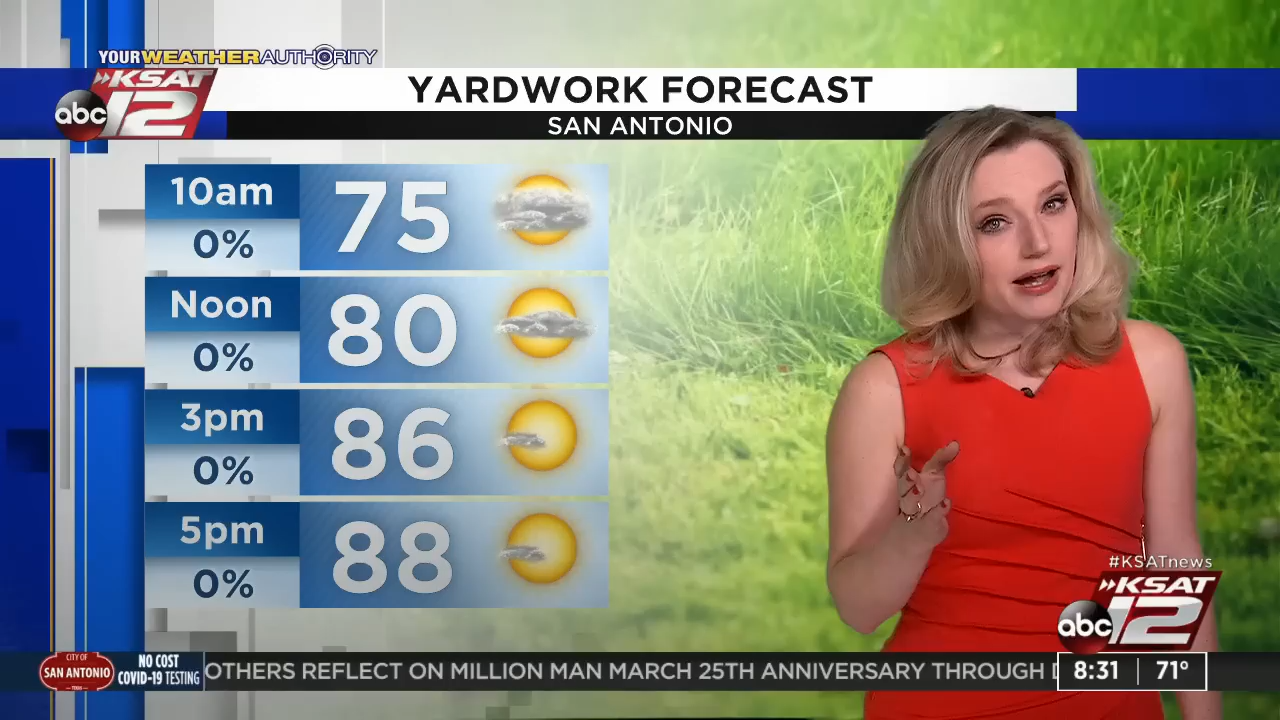 YOURWEATHERAUTHORITY
KSAT
abc 12
YARDWORK FORECAST
SAN ANTONIO
10am
0%
75
Noon
0%
80
3pm
0%
86
5pm
0%
88
#KSATnews
KSAT
abc 12
CITY OF
SAN ANTONIO
NO COST
COVID-19 TESTING
OTHERS REFLECT ON MILLION MAN MARCH 25TH ANNIVERSARY THROUGH
8:31
71°